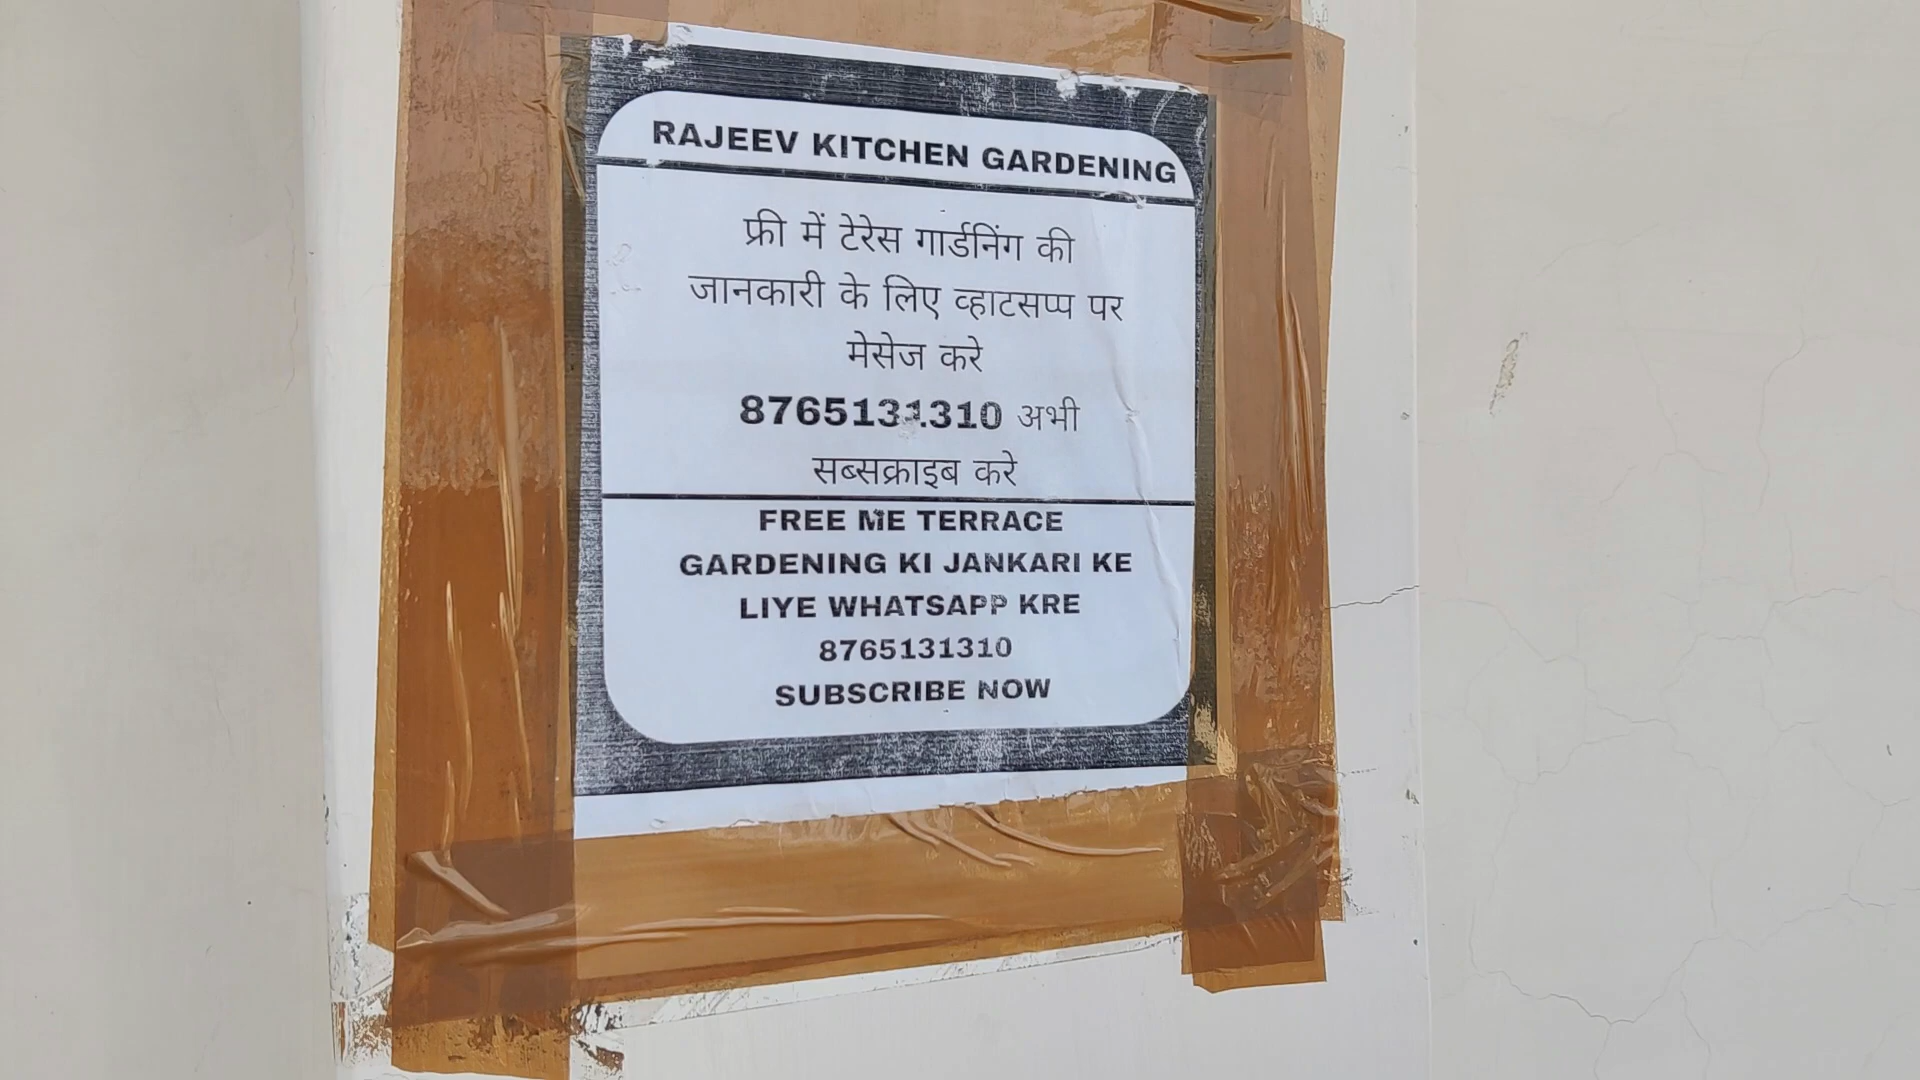 RAJEEV KITCHEN GARDENING
फ्री में टेरेस गार्डनिंग की
जानकारी के लिए व्हाटसप्प पर
मेसेज करे
8765131310 अभी
सब्सक्राइब करे
FREE ME TERRACE
GARDENING KI JANKARI KE
LIYE WHATSAPP KRE
8765131310
SUBSCRIBE NOW